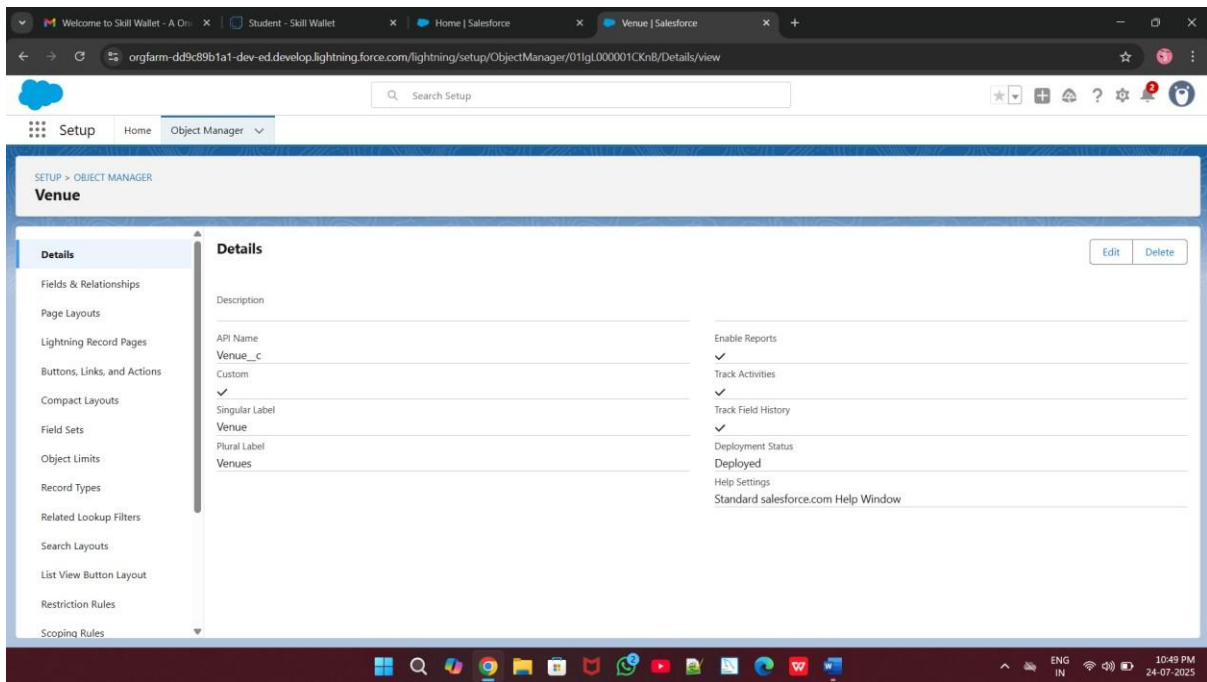 Welcome to Skill Wallet - A On
Student - Skill Wallet
Home | Salesforce
Venue | Salesforce
orgfarm-dd9c89b1a1-dev-ed.develop.lightning.force.com/lightning/setup/ObjectManager/01IgL000001CKnB/Details/view
Search Setup
2
Setup
Home
Object Manager
SETUP > OBJECT MANAGER
Venue
Details
Fields & Relationships
Page Layouts
Lightning Record Pages
Buttons, Links, and Actions
Compact Layouts
Field Sets
Object Limits
Record Types
Related Lookup Filters
Search Layouts
List View Button Layout
Restriction Rules
Scoping Rules
Details
Edit
Delete
Description
API Name
Venue__c
Custom
Singular Label
Venue
Plural Label
Venues
Enable Reports
Track Activities
Track Field History
Deployment Status
Deployed
Help Settings
Standard salesforce.com Help Window
2
ENG
IN
10:49 PM
24-07-2025